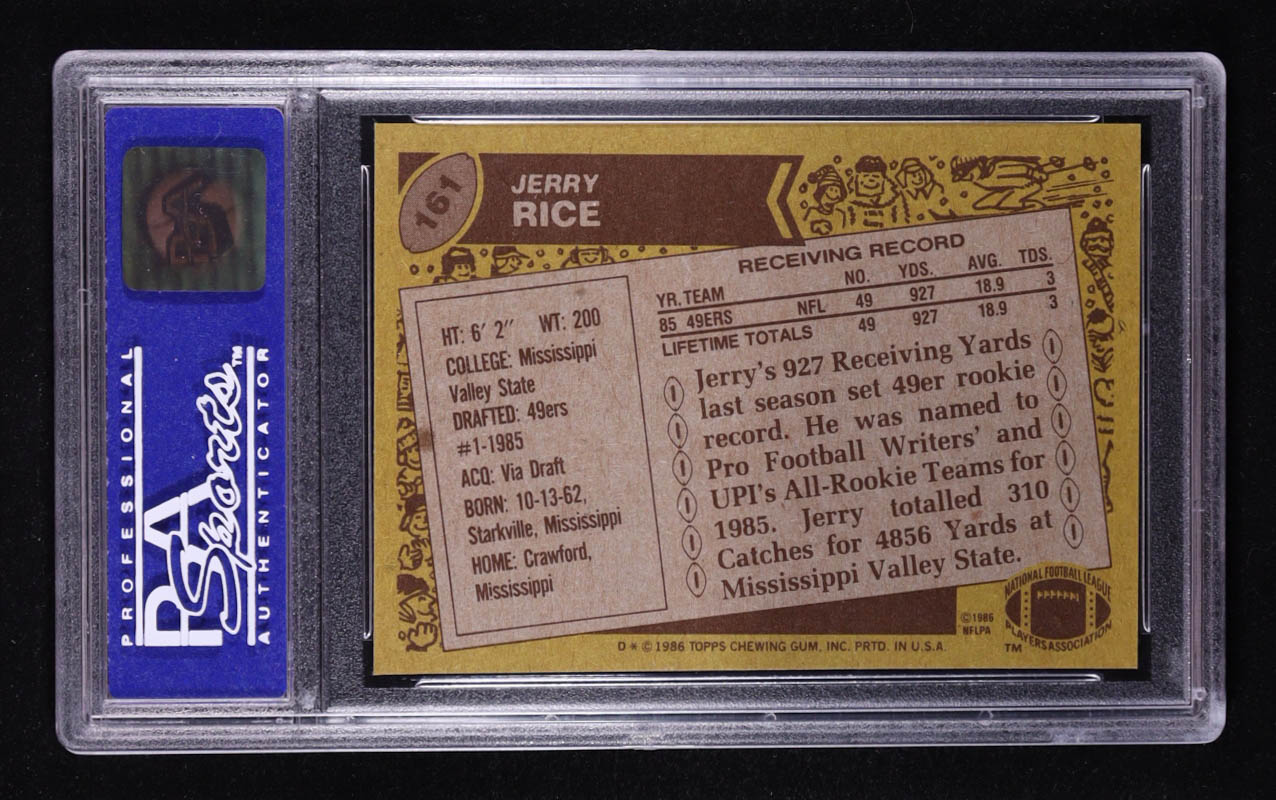 PROFESSIONAL
PSA
Sports™
AUTHENTICATOR
PSA
161
JERRY
RICE
HT: 6' 2" WT: 200
COLLEGE: Mississippi
Valley State
DRAFTED: 49ers
#1-1985
ACQ: Via Draft
BORN: 10-13-62,
Starkville, Mississippi
HOME: Crawford,
Mississippi
RECEIVING RECORD
YR. TEAM NO. YDS. AVG. TDS.
85 49ERS NFL 49 927 18.9 3
LIFETIME TOTALS 49 927 18.9 3
Jerry's 927 Receiving Yards
last season set 49er rookie
record. He was named to
Pro Football Writers' and
UPI's All-Rookie Teams for
1985. Jerry totalled 310
Catches for 4856 Yards at
Mississippi Valley State.
©1986
NFLPA
NATIONAL FOOTBALL LEAGUE
PLAYERS ASSOCIATION
TM
D * © 1986 TOPPS CHEWING GUM, INC. PRTD. IN U.S.A.